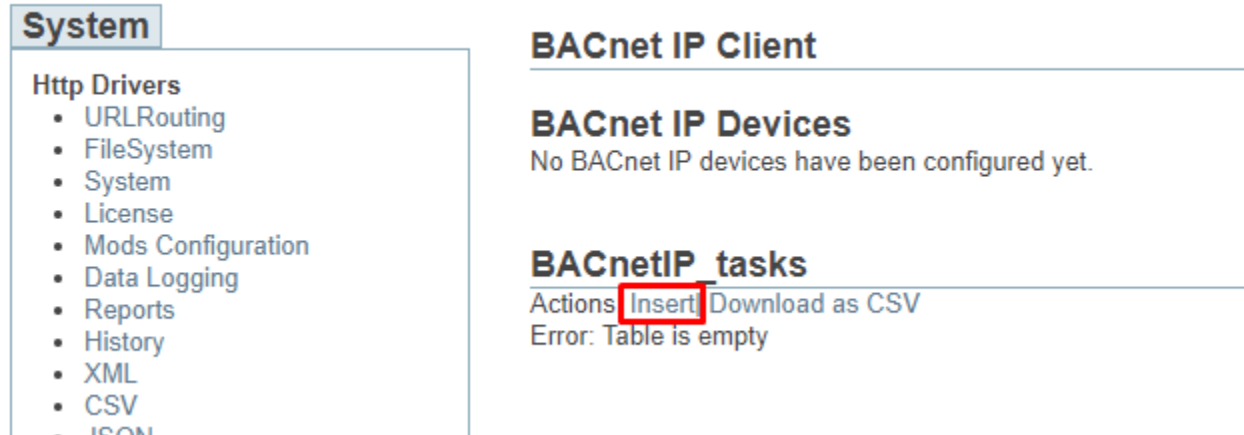 System
Http Drivers
URLRouting
FileSystem
System
License
Mods Configuration
Data Logging
Reports
History
XML
CSV
JSON
BACnet IP Client
BACnet IP Devices
No BACnet IP devices have been configured yet.
BACnetIP_tasks
Actions Insert| Download as CSV
Error: Table is empty